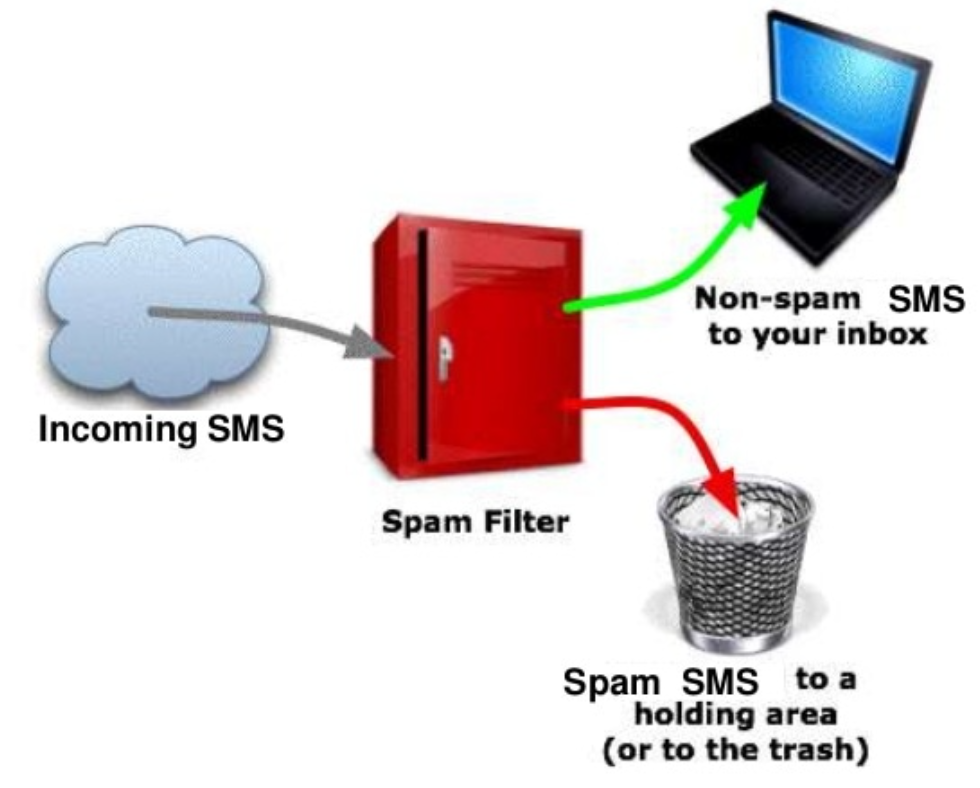 Incoming SMS
Spam Filter
Non-spam SMS
to your inbox
Spam SMS to a
holding area
(or to the trash)